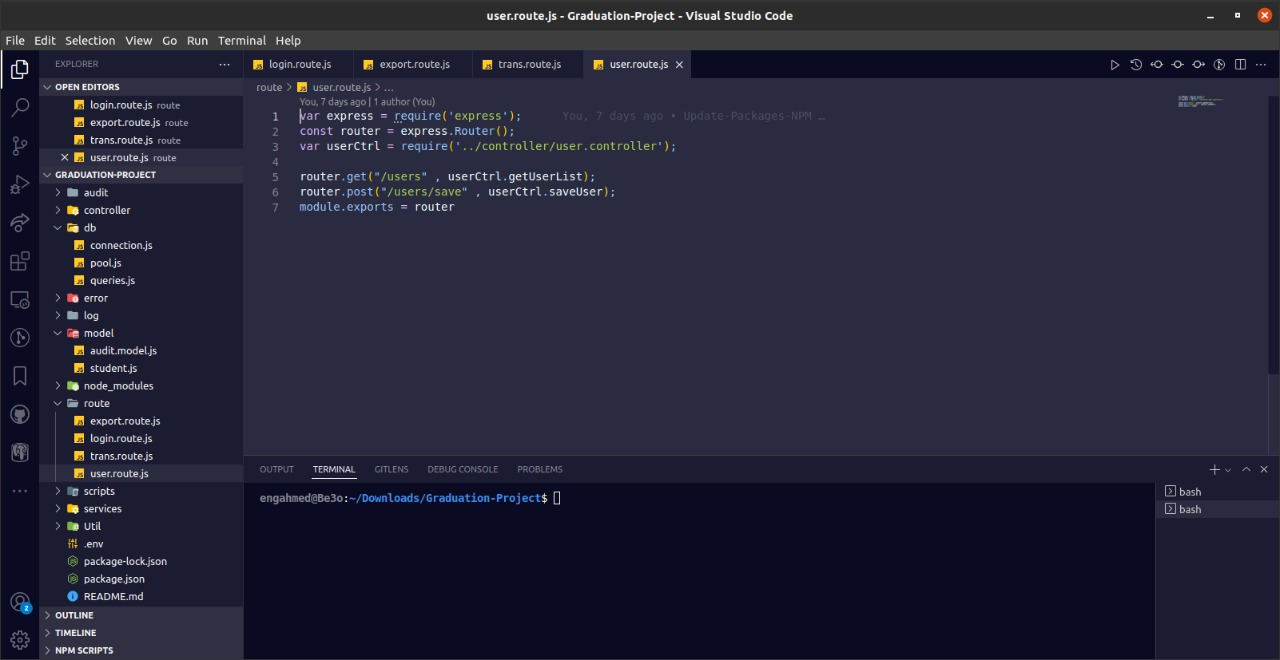 user.route.js - Graduation-Project - Visual Studio Code
File Edit Selection View Go Run Terminal Help
EXPLORER
OPEN EDITORS
login.route.js route
export.route.js route
trans.route.js route
user.route.js route
GRADUATION-PROJECT
audit
controller
db
connection.js
pool.js
queries.js
error
log
model
audit.model.js
student.js
node_modules
route
export.route.js
login.route.js
trans.route.js
user.route.js
scripts
services
Util
.env
package-lock.json
package.json
README.md
OUTLINE
TIMELINE
NPM SCRIPTS
2
login.route.js export.route.js trans.route.js user.route.js
route > user.route.js > ...
You, 7 days ago | 1 author (You)
1 var express = require('express'); You, 7 days ago • Update-Packages-NPM …
2 const router = express.Router();
3 var userCtrl = require('../controller/user.controller');
4
5 router.get("/users" , userCtrl.getUserList);
6 router.post("/users/save" , userCtrl.saveUser);
7 module.exports = router
OUTPUT TERMINAL GITLENS DEBUG CONSOLE PROBLEMS
engahmed@Be3o:~/Downloads/Graduation-Project$
bash
bash